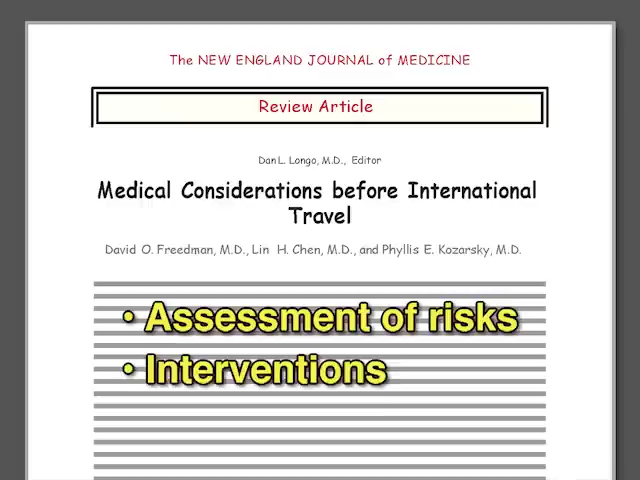 The NEW ENGLAND JOURNAL of MEDICINE
Review Article
Dan L. Longo, M.D., Editor
Medical Considerations before International
Travel
David O. Freedman, M.D., Lin H. Chen, M.D., and Phyllis E. Kozarsky, M.D.
• Assessment of risks
• Interventions